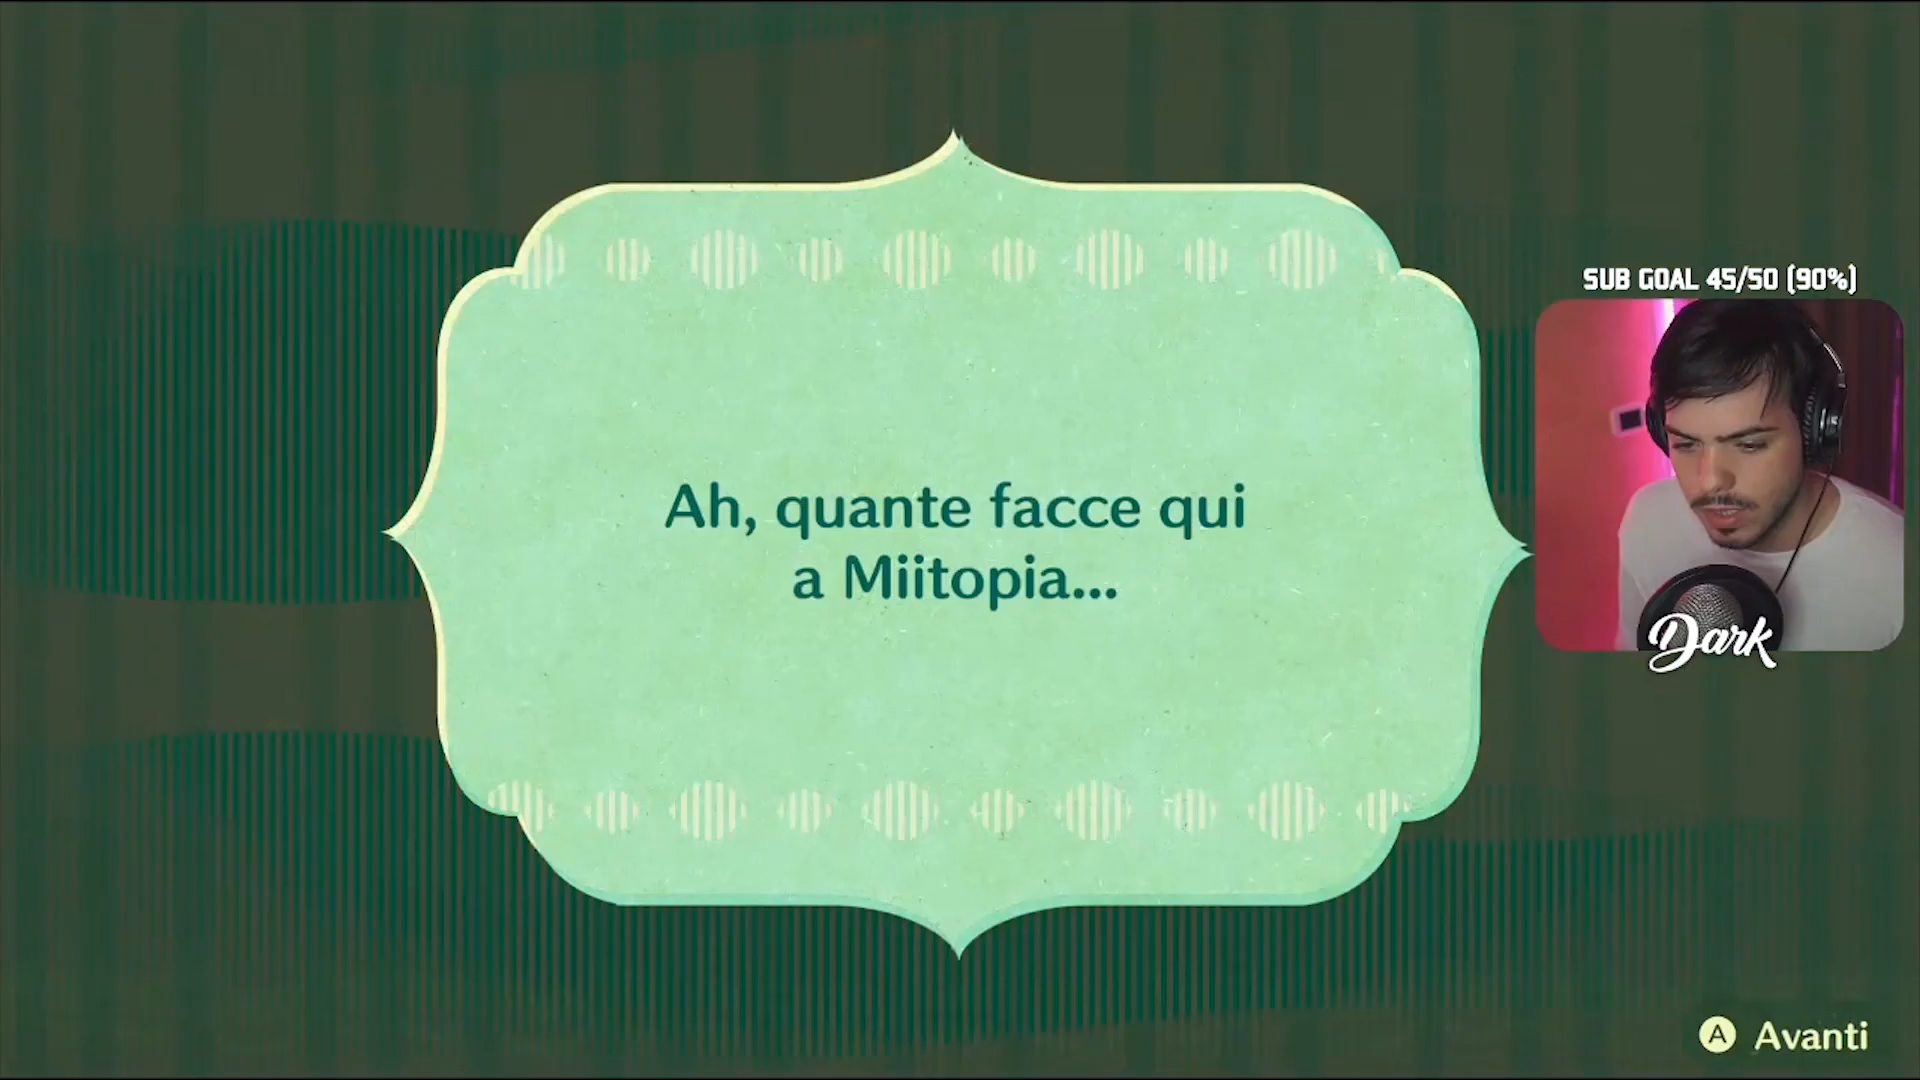 SUB GOAL 45/50 (90%)
Ah, quante facce qui
a Miitopia...
Dark
A Avanti